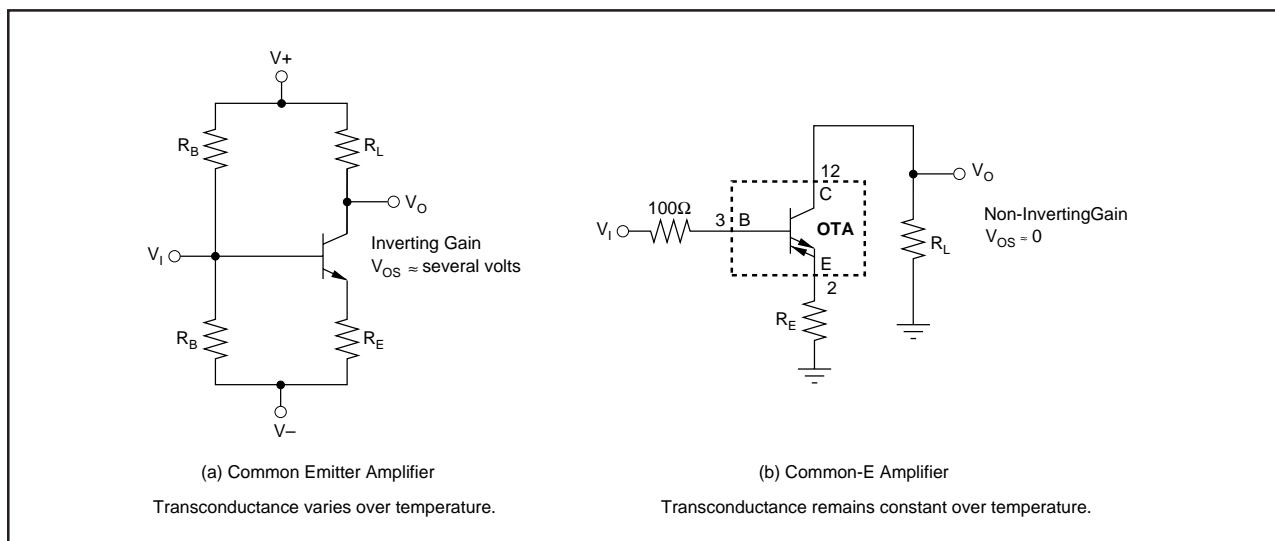 V+
R_B
R_L
V_O
V_I
Inverting Gain
V_OS ≈ several volts
R_B
R_E
V–
(a) Common Emitter Amplifier
Transconductance varies over temperature.
12
C
V_O
100Ω
3
B
OTA
V_I
Non-InvertingGain
V_OS ≈ 0
R_L
E
2
R_E
(b) Common-E Amplifier
Transconductance remains constant over temperature.